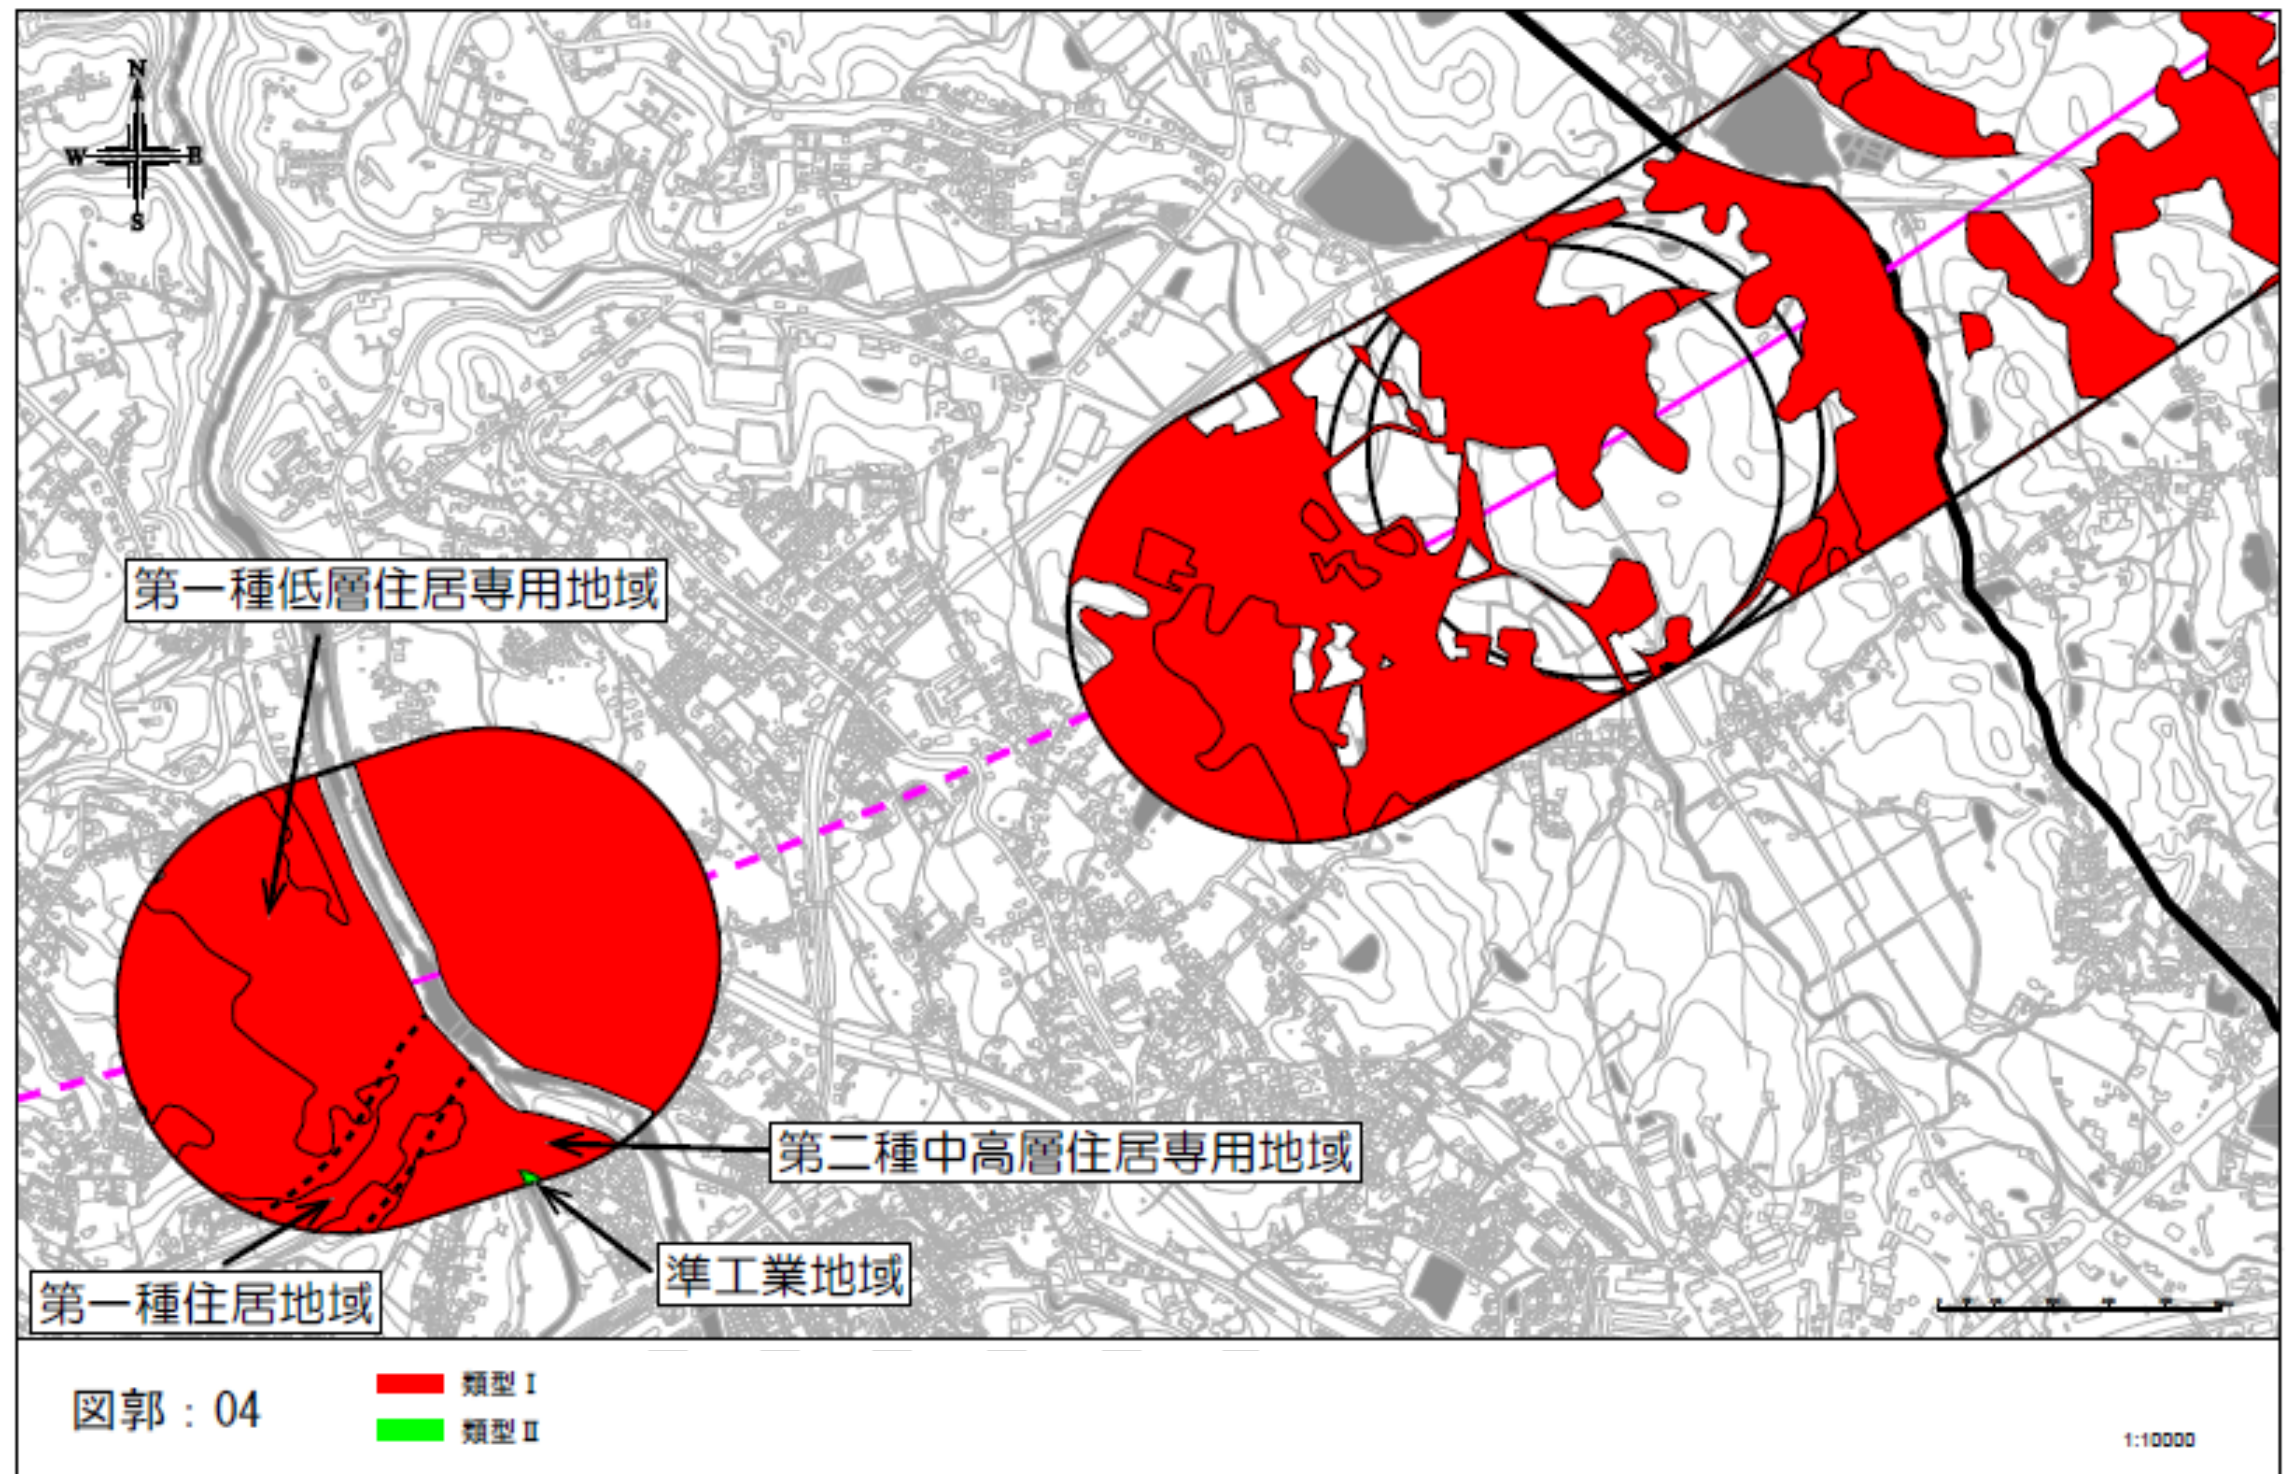 N
W E
S
第一種低層住居専用地域
第二種中高層住居専用地域
準工業地域
第一種住居地域
図郭：04
類型Ⅰ
類型Ⅱ
1:10000